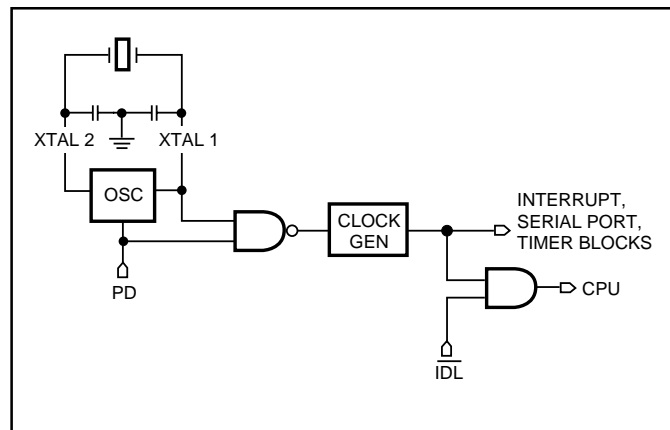 XTAL 2
XTAL 1
OSC
PD
CLOCK
GEN
INTERRUPT,
SERIAL PORT,
TIMER BLOCKS
CPU
IDL